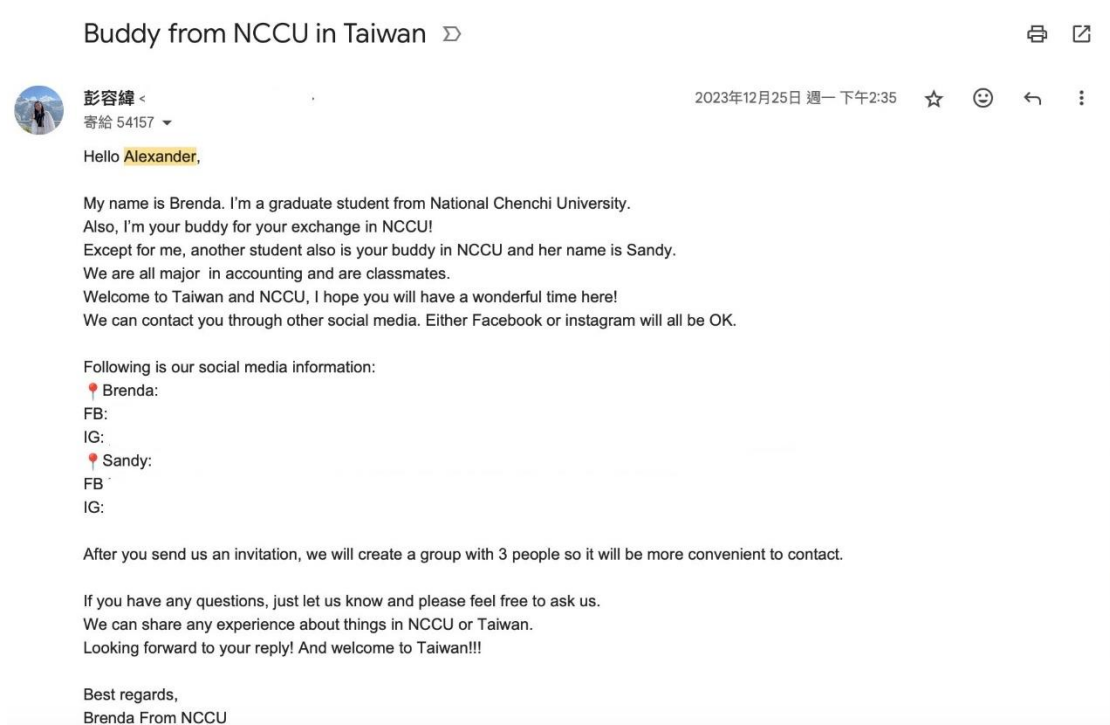 Buddy from NCCU in Taiwan
彭容緯 <
2023年12月25日 週一 下午2:35
寄給 54157
Hello Alexander,
My name is Brenda. I'm a graduate student from National Chenchi University.
Also, I'm your buddy for your exchange in NCCU!
Except for me, another student also is your buddy in NCCU and her name is Sandy.
We are all major  in accounting and are classmates.
Welcome to Taiwan and NCCU, I hope you will have a wonderful time here!
We can contact you through other social media. Either Facebook or instagram will all be OK.
Following is our social media information:
📍Brenda:
FB:
IG:
📍Sandy:
FB
IG:
After you send us an invitation, we will create a group with 3 people so it will be more convenient to contact.
If you have any questions, just let us know and please feel free to ask us.
We can share any experience about things in NCCU or Taiwan.
Looking forward to your reply! And welcome to Taiwan!!!
Best regards,
Brenda From NCCU